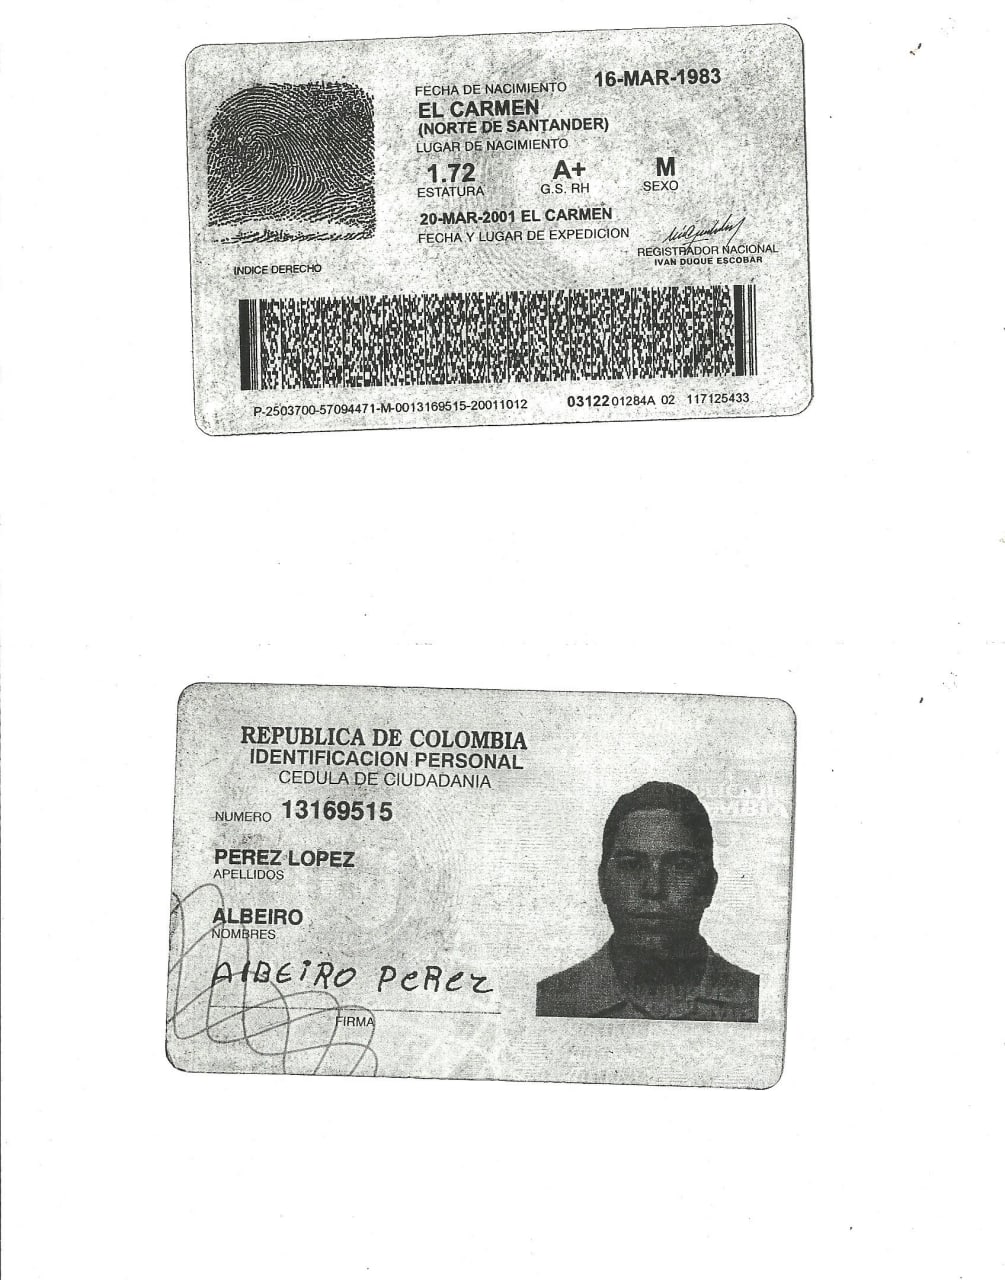 FECHA DE NACIMIENTO 16-MAR-1983
EL CARMEN
(NORTE DE SANTANDER)
LUGAR DE NACIMIENTO
1.72 A+ M
ESTATURA G.S. RH SEXO
20-MAR-2001 EL CARMEN
FECHA Y LUGAR DE EXPEDICION
REGISTRADOR NACIONAL
IVAN DUQUE ESCOBAR
INDICE DERECHO
P-2503700-57094471-M-0013169515-20011012 0312201284A 02 117125433
REPUBLICA DE COLOMBIA
IDENTIFICACION PERSONAL
CEDULA DE CIUDADANIA
NUMERO 13169515
PEREZ LOPEZ
APELLIDOS
ALBEIRO
NOMBRES
AlBEiRO PeRez
FIRMA